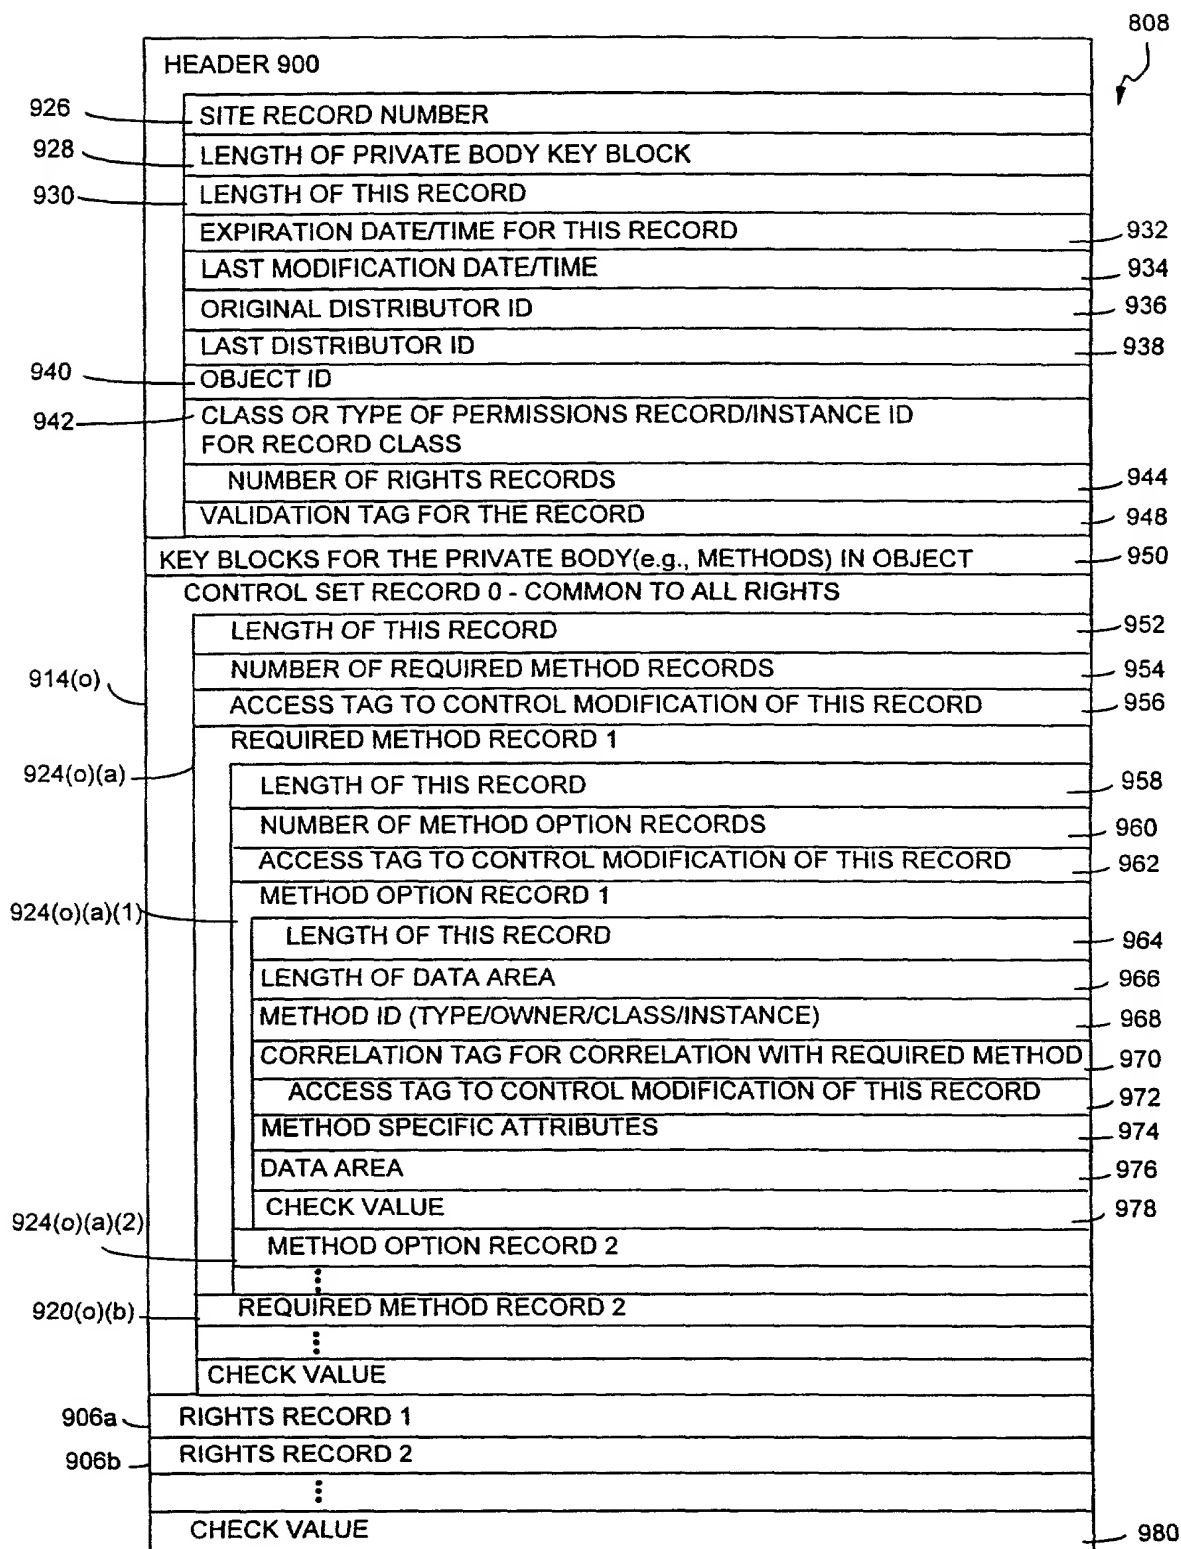 808
HEADER 900
926 SITE RECORD NUMBER
928 LENGTH OF PRIVATE BODY KEY BLOCK
930 LENGTH OF THIS RECORD
EXPIRATION DATE/TIME FOR THIS RECORD 932
LAST MODIFICATION DATE/TIME 934
ORIGINAL DISTRIBUTOR ID 936
LAST DISTRIBUTOR ID 938
940 OBJECT ID
942 CLASS OR TYPE OF PERMISSIONS RECORD/INSTANCE ID
FOR RECORD CLASS
NUMBER OF RIGHTS RECORDS 944
VALIDATION TAG FOR THE RECORD 948
KEY BLOCKS FOR THE PRIVATE BODY(e.g., METHODS) IN OBJECT 950
CONTROL SET RECORD 0 - COMMON TO ALL RIGHTS
LENGTH OF THIS RECORD 952
914(o) NUMBER OF REQUIRED METHOD RECORDS 954
ACCESS TAG TO CONTROL MODIFICATION OF THIS RECORD 956
REQUIRED METHOD RECORD 1
924(o)(a) LENGTH OF THIS RECORD 958
NUMBER OF METHOD OPTION RECORDS 960
ACCESS TAG TO CONTROL MODIFICATION OF THIS RECORD 962
924(o)(a)(1) METHOD OPTION RECORD 1
LENGTH OF THIS RECORD 964
LENGTH OF DATA AREA 966
METHOD ID (TYPE/OWNER/CLASS/INSTANCE) 968
CORRELATION TAG FOR CORRELATION WITH REQUIRED METHOD 970
ACCESS TAG TO CONTROL MODIFICATION OF THIS RECORD 972
METHOD SPECIFIC ATTRIBUTES 974
DATA AREA 976
CHECK VALUE 978
924(o)(a)(2) METHOD OPTION RECORD 2
920(o)(b) REQUIRED METHOD RECORD 2
CHECK VALUE
906a RIGHTS RECORD 1
906b RIGHTS RECORD 2
CHECK VALUE 980